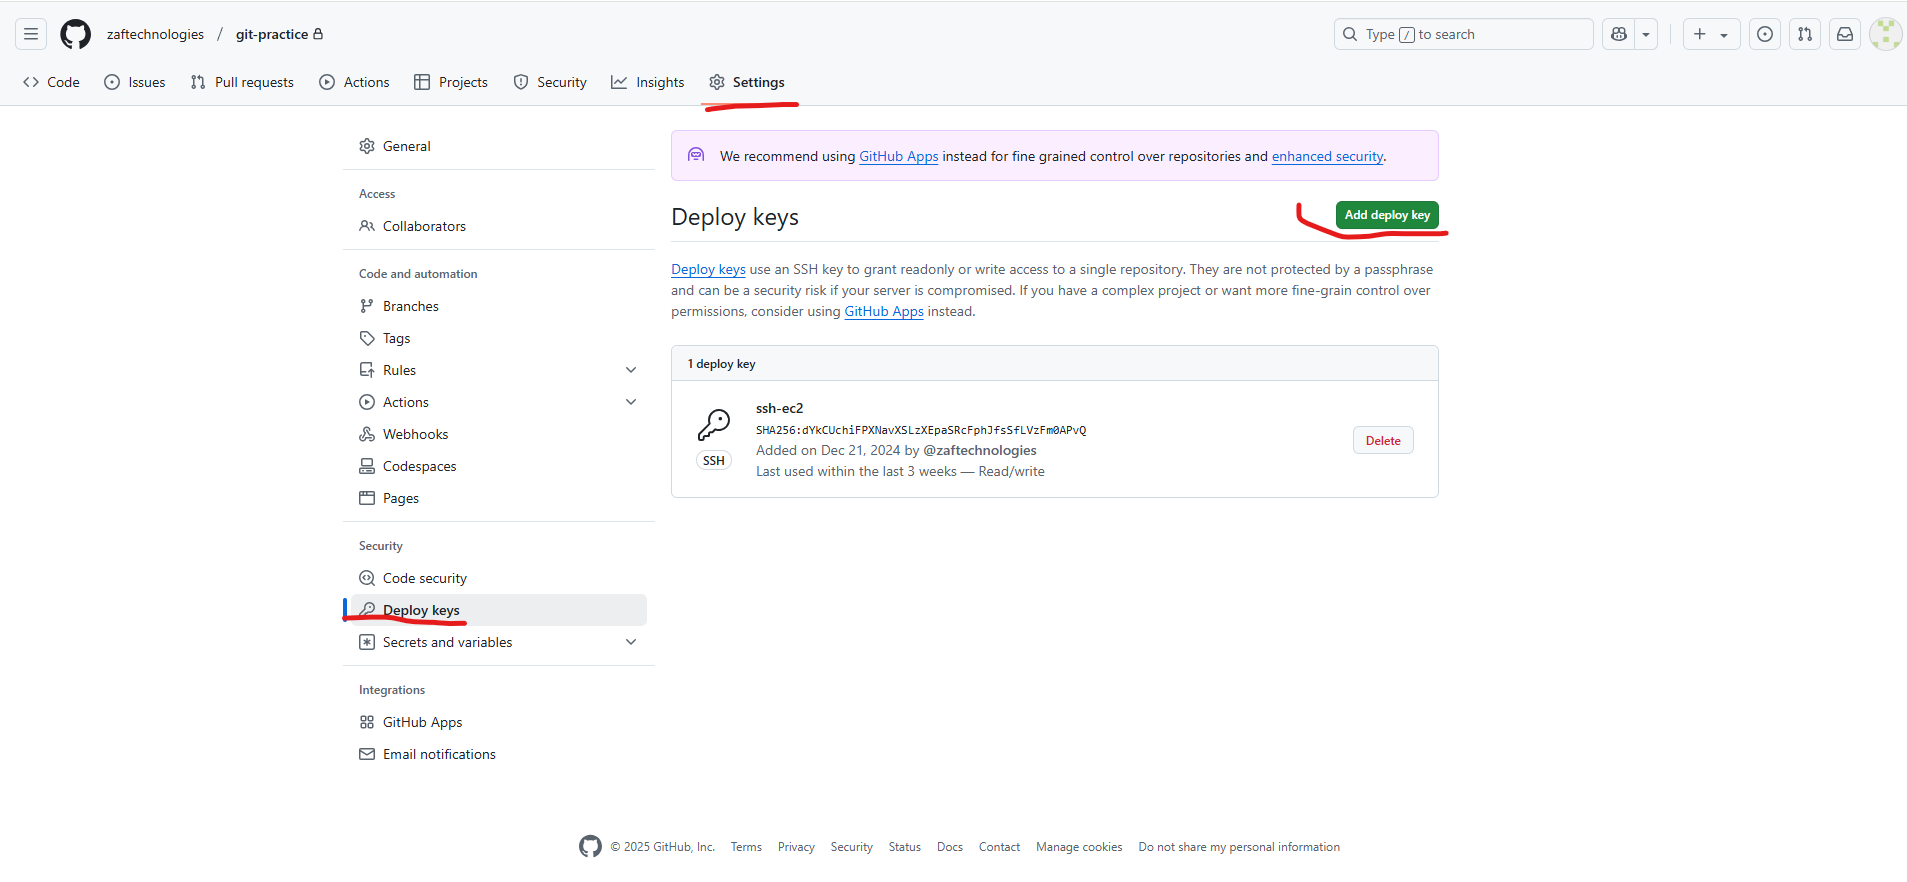 zaftechnologies / git-practice
Type / to search
Code
Issues
Pull requests
Actions
Projects
Security
Insights
Settings
General
Access
Collaborators
Code and automation
Branches
Tags
Rules
Actions
Webhooks
Codespaces
Pages
Security
Code security
Deploy keys
Secrets and variables
Integrations
GitHub Apps
Email notifications
We recommend using GitHub Apps instead for fine grained control over repositories and enhanced security.
Deploy keys
Add deploy key
Deploy keys use an SSH key to grant readonly or write access to a single repository. They are not protected by a passphrase
and can be a security risk if your server is compromised. If you have a complex project or want more fine-grain control over
permissions, consider using GitHub Apps instead.
1 deploy key
ssh-ec2
SHA256:dYkCUchiFPXNavXSLzXEpaSRcFphJfsSfLVzFm0APvQ
Added on Dec 21, 2024 by @zaftechnologies
Last used within the last 3 weeks — Read/write
SSH
Delete
© 2025 GitHub, Inc.
Terms
Privacy
Security
Status
Docs
Contact
Manage cookies
Do not share my personal information